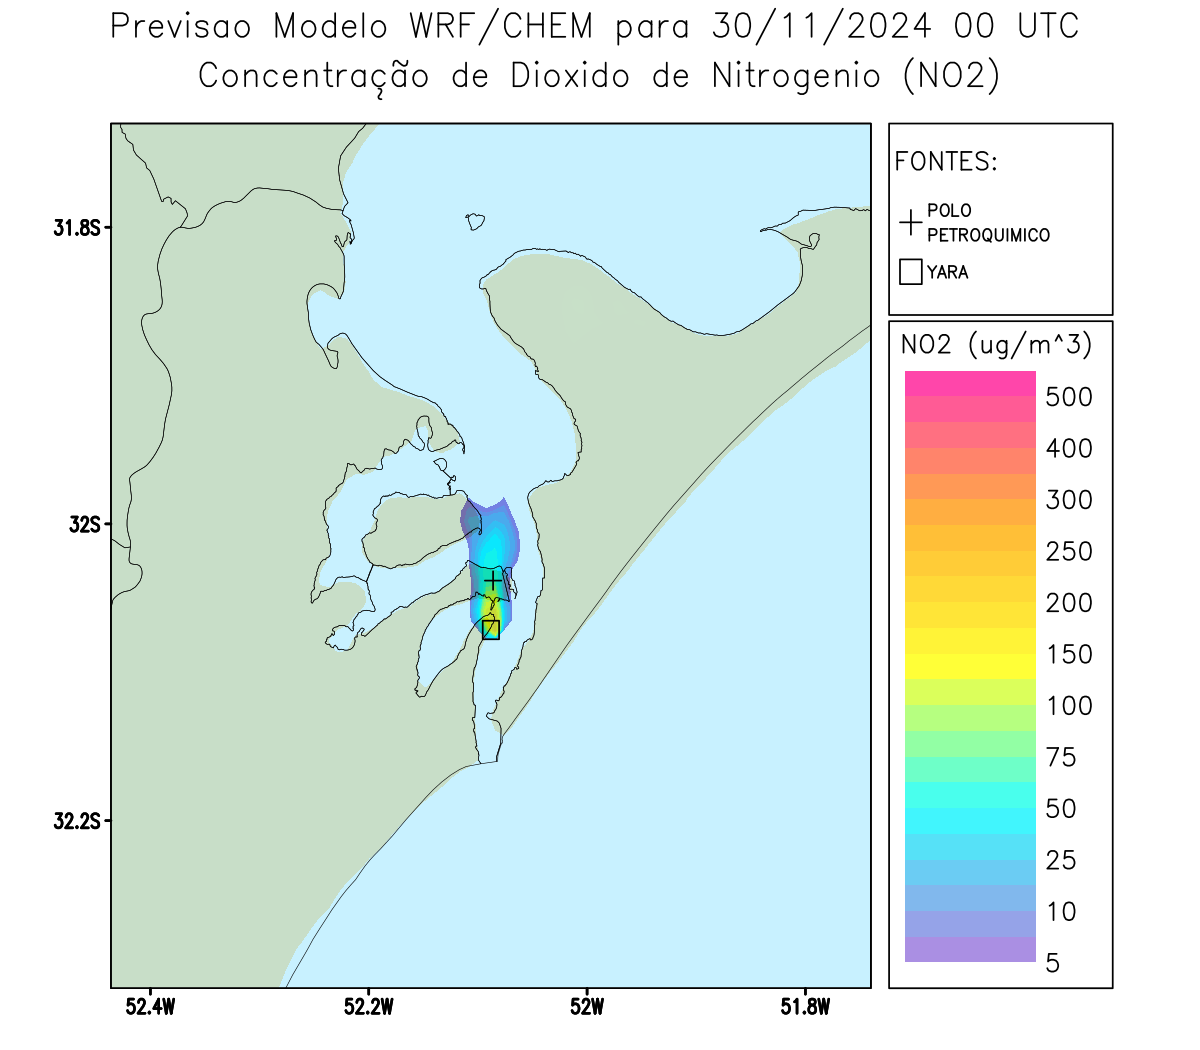 Previsao Modelo WRF/CHEM para 30/11/2024 00 UTC
Concentração de Dioxido de Nitrogenio (NO2)
FONTES:
POLO
PETROQUIMICO
YARA
NO2 (ug/m^3)
500
400
300
250
200
150
100
75
50
25
10
5
31.8S
32S
32.2S
52.4W
52.2W
52W
51.8W